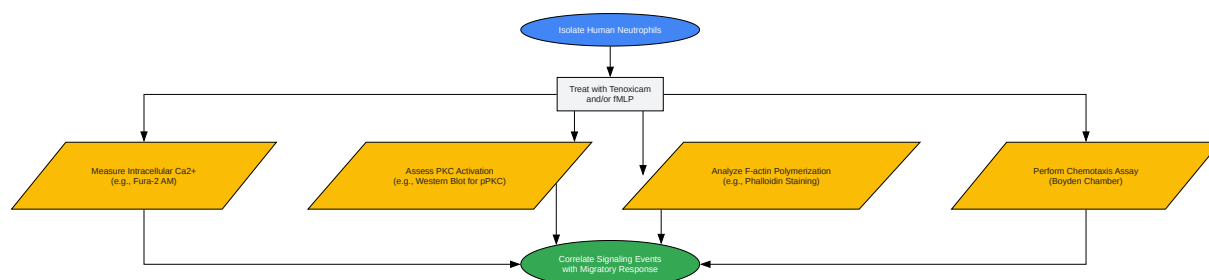 Isolate Human Neutrophils
Treat with Tenoxicam
and/or fMLP
Measure Intracellular Ca2+
(e.g., Fura-2 AM)
Assess PKC Activation
(e.g., Western Blot for pPKC)
Analyze F-actin Polymerization
(e.g., Phalloidin Staining)
Perform Chemotaxis Assay
(Boyden Chamber)
Correlate Signaling Events
with Migratory Response